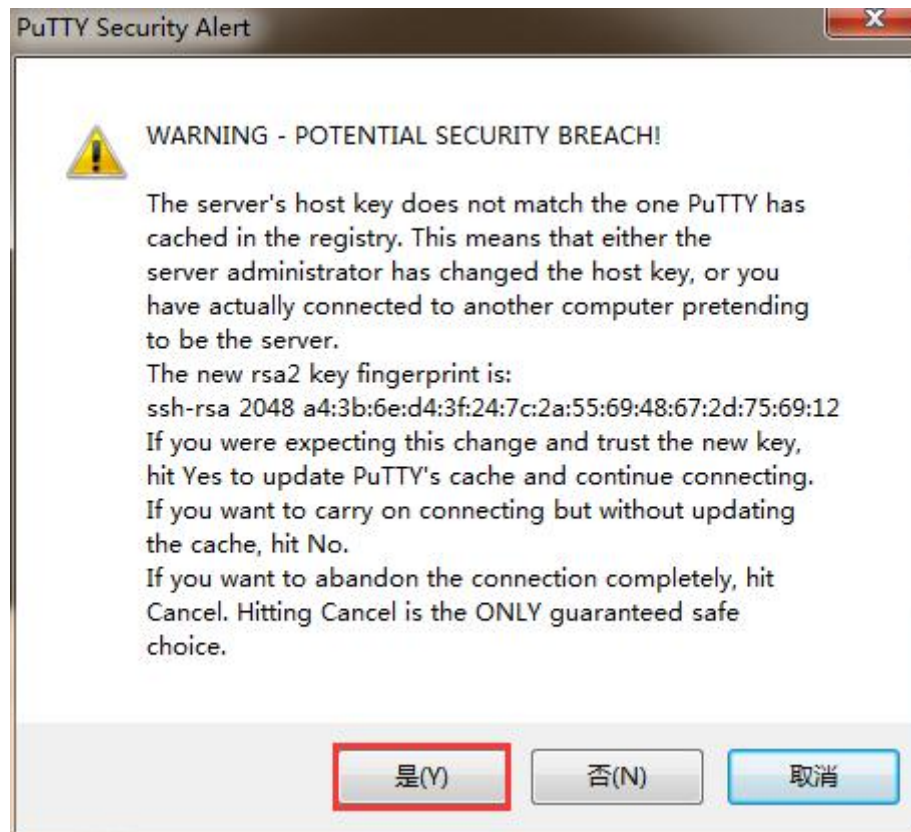 PuTTY Security Alert
WARNING - POTENTIAL SECURITY BREACH!
The server's host key does not match the one PuTTY has
cached in the registry. This means that either the
server administrator has changed the host key, or you
have actually connected to another computer pretending
to be the server.
The new rsa2 key fingerprint is:
ssh-rsa 2048 a4:3b:6e:d4:3f:24:7c:2a:55:69:48:67:2d:75:69:12
If you were expecting this change and trust the new key,
hit Yes to update PuTTY's cache and continue connecting.
If you want to carry on connecting but without updating
the cache, hit No.
If you want to abandon the connection completely, hit
Cancel. Hitting Cancel is the ONLY guaranteed safe
choice.
是(Y) 否(N) 取消